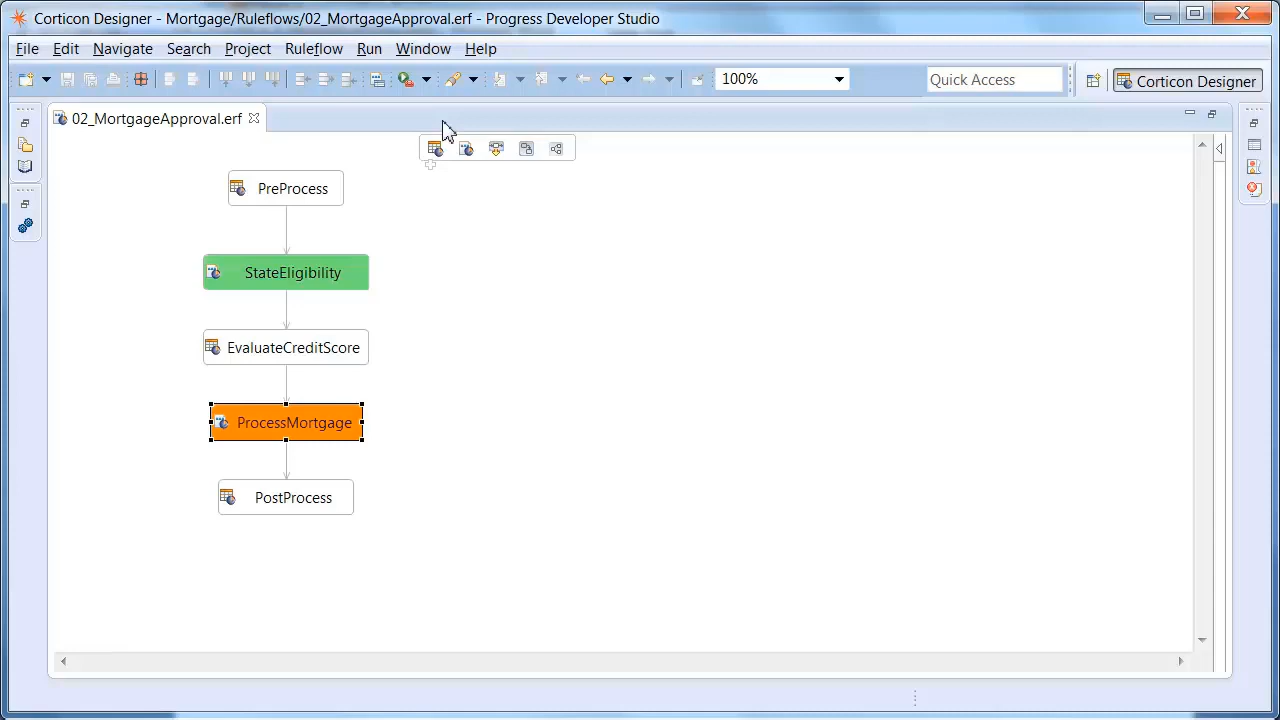 Corticon Designer - Mortgage/Ruleflows/02_MortgageApproval.erf - Progress Developer Studio
File Edit Navigate Search Project Ruleflow Run Window Help
100%
Quick Access
Corticon Designer
02_MortgageApproval.erf
PreProcess
StateEligibility
EvaluateCreditScore
ProcessMortgage
PostProcess